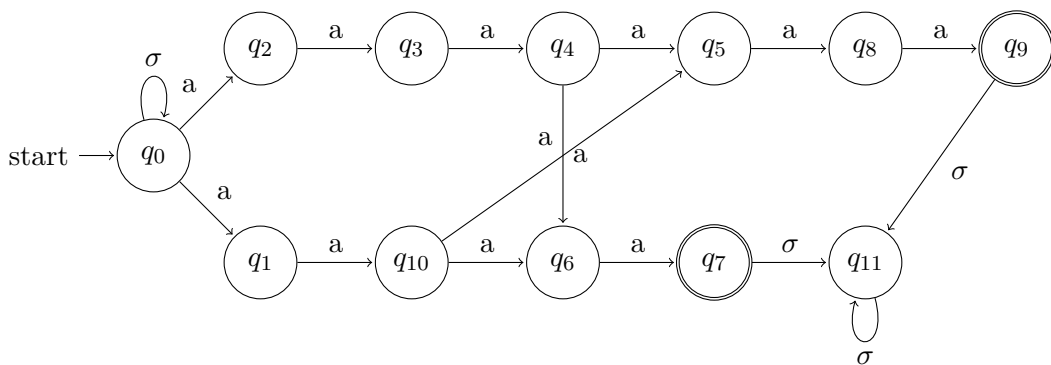 a a a a a
q2 q3 q4 q5 q8 q9
σ
a
start q0
a a
a
σ
a a a σ
q1 q10 q6 q7 q11
σ